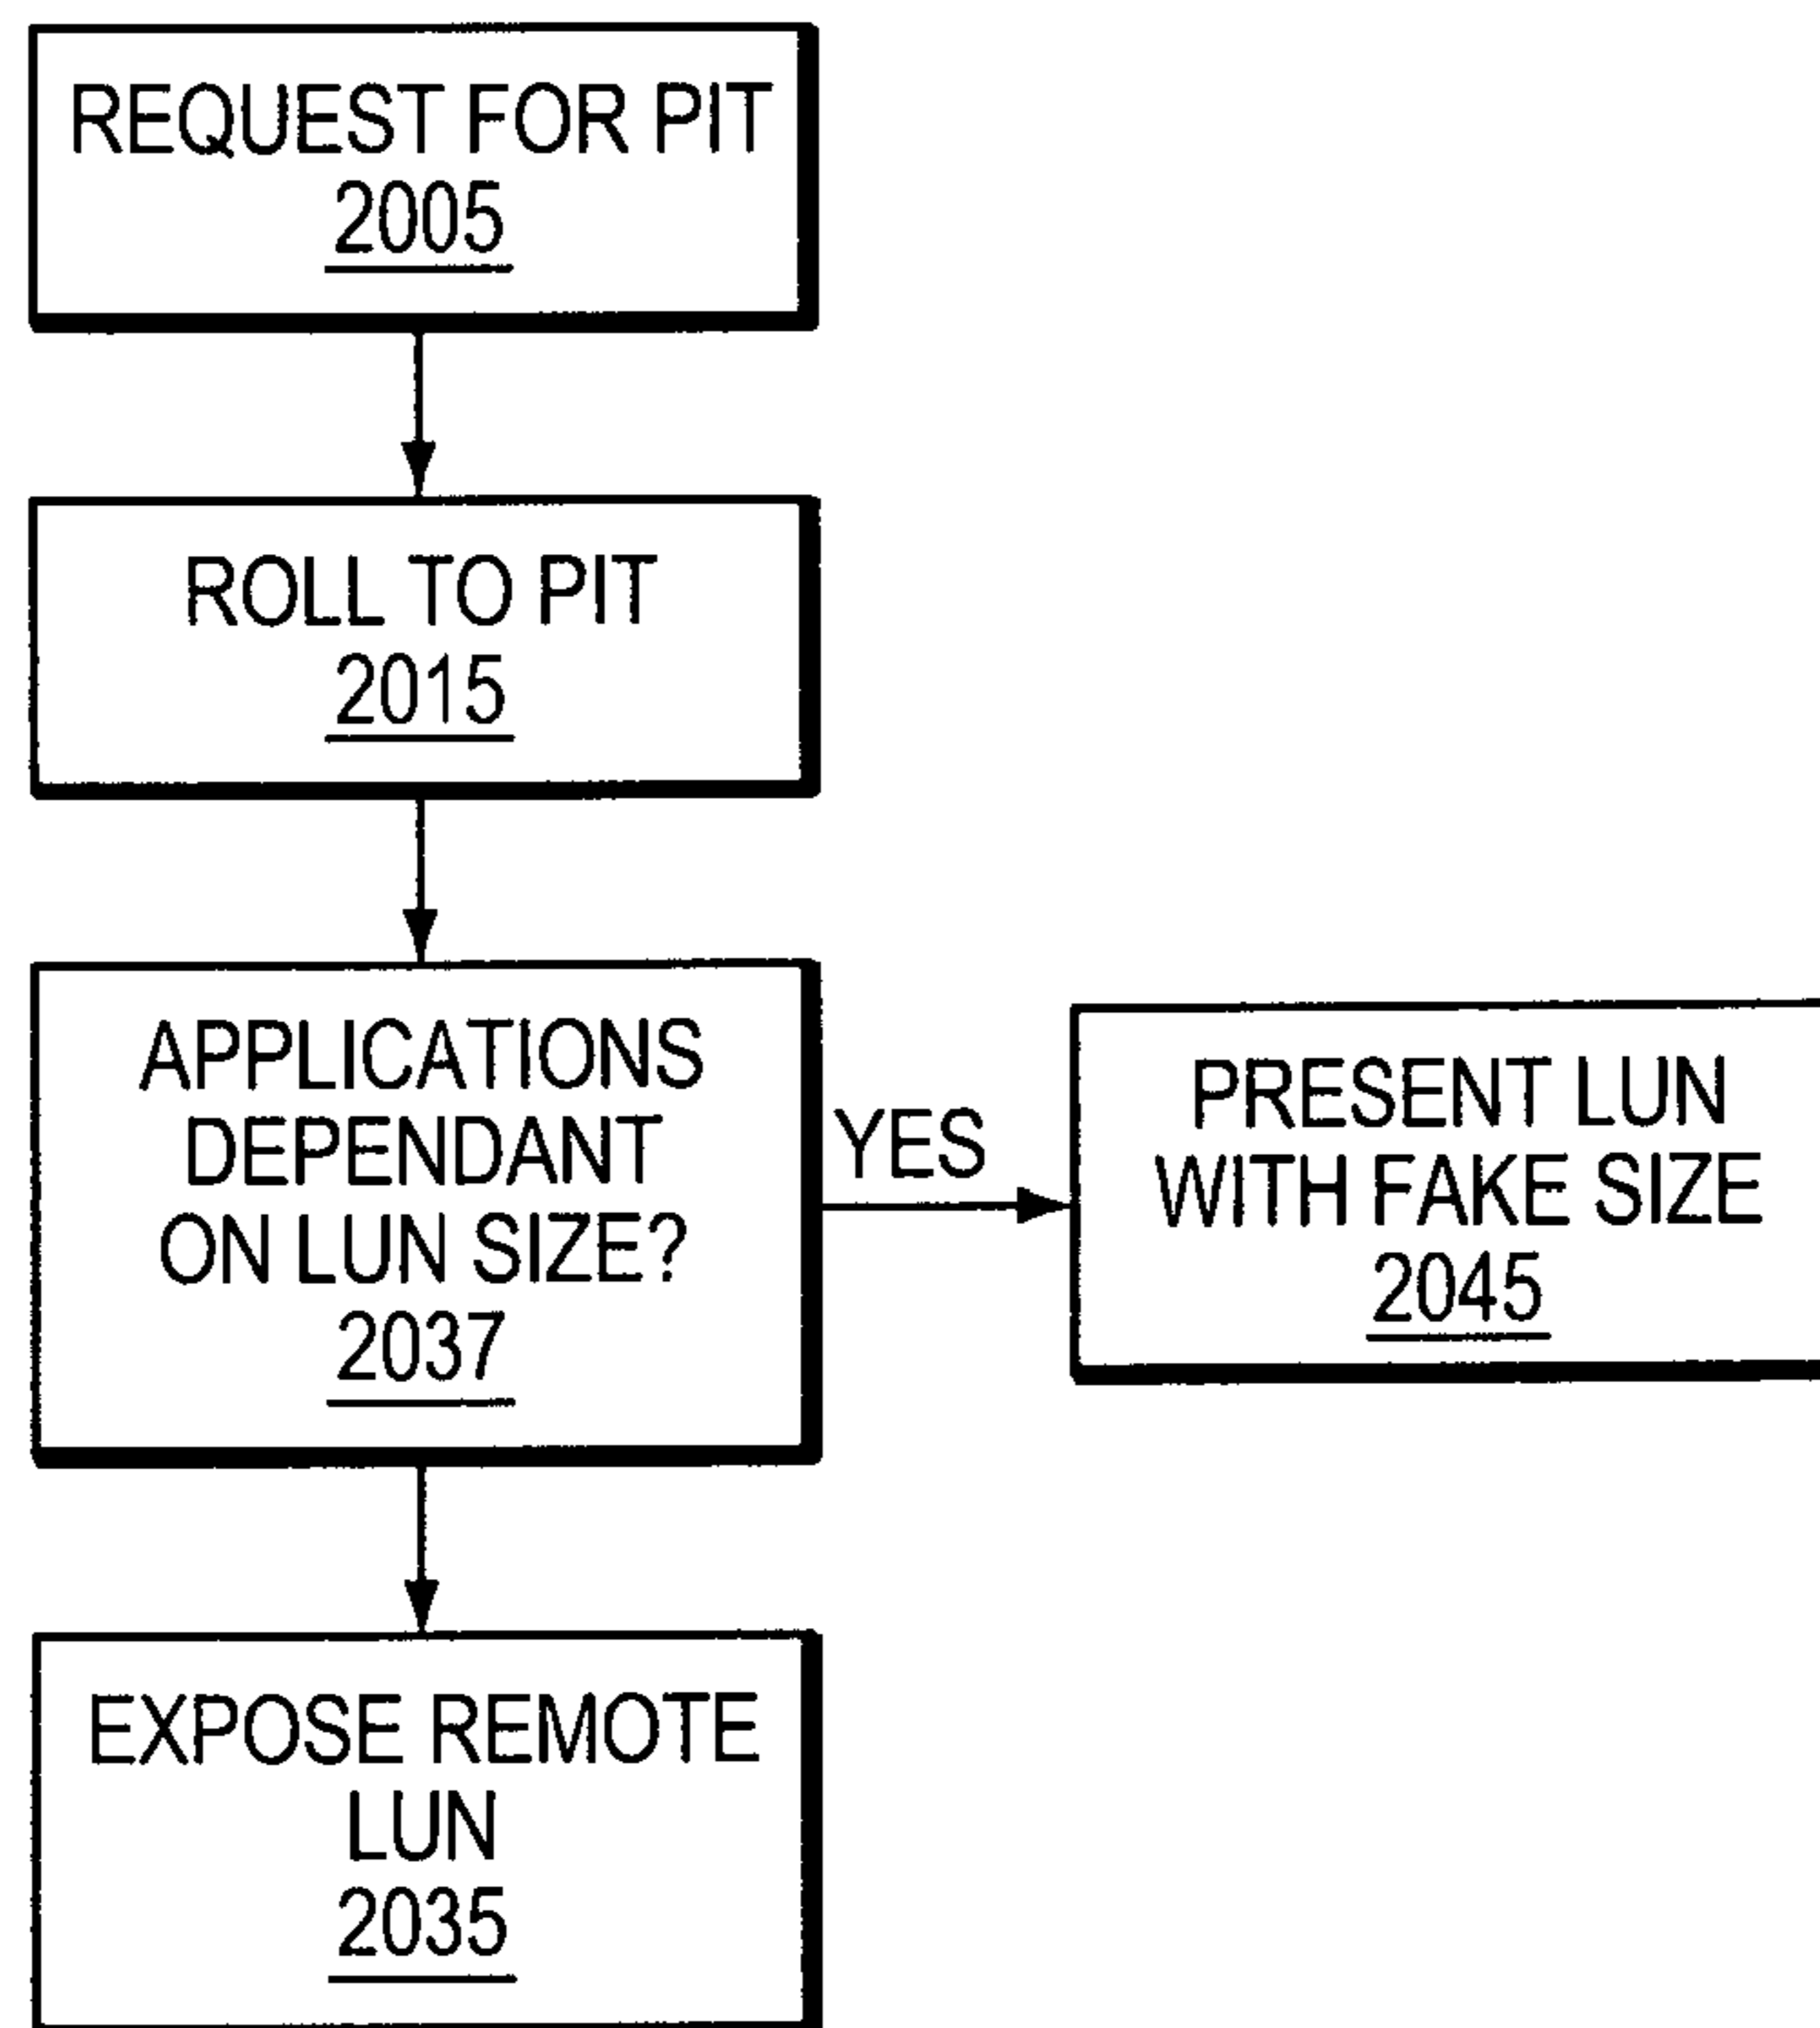 REQUEST FOR PIT
2005
ROLL TO PIT
2015
APPLICATIONS
DEPENDANT
ON LUN SIZE?
2037
YES
PRESENT LUN
WITH FAKE SIZE
2045
EXPOSE REMOTE
LUN
2035